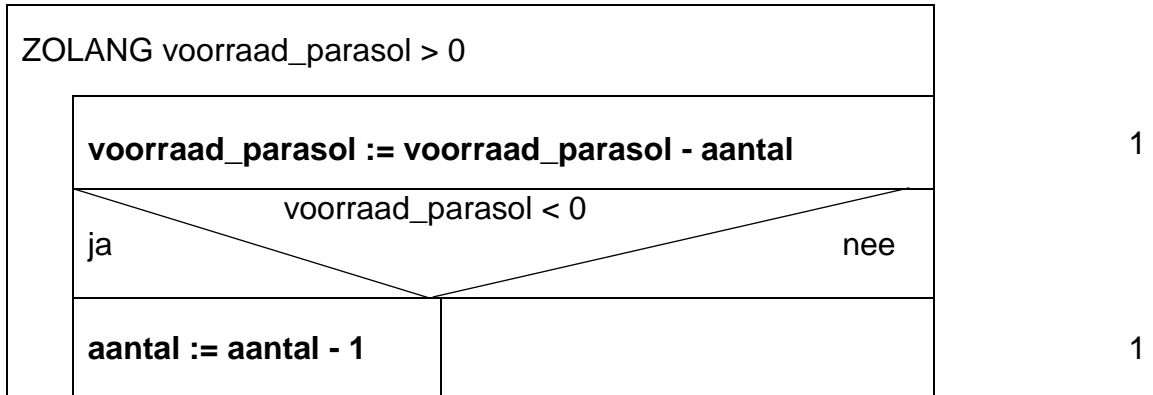 ZOLANG voorraad_parasol > 0
voorraad_parasol := voorraad_parasol - aantal 1
voorraad_parasol < 0
ja nee
aantal := aantal - 1 1